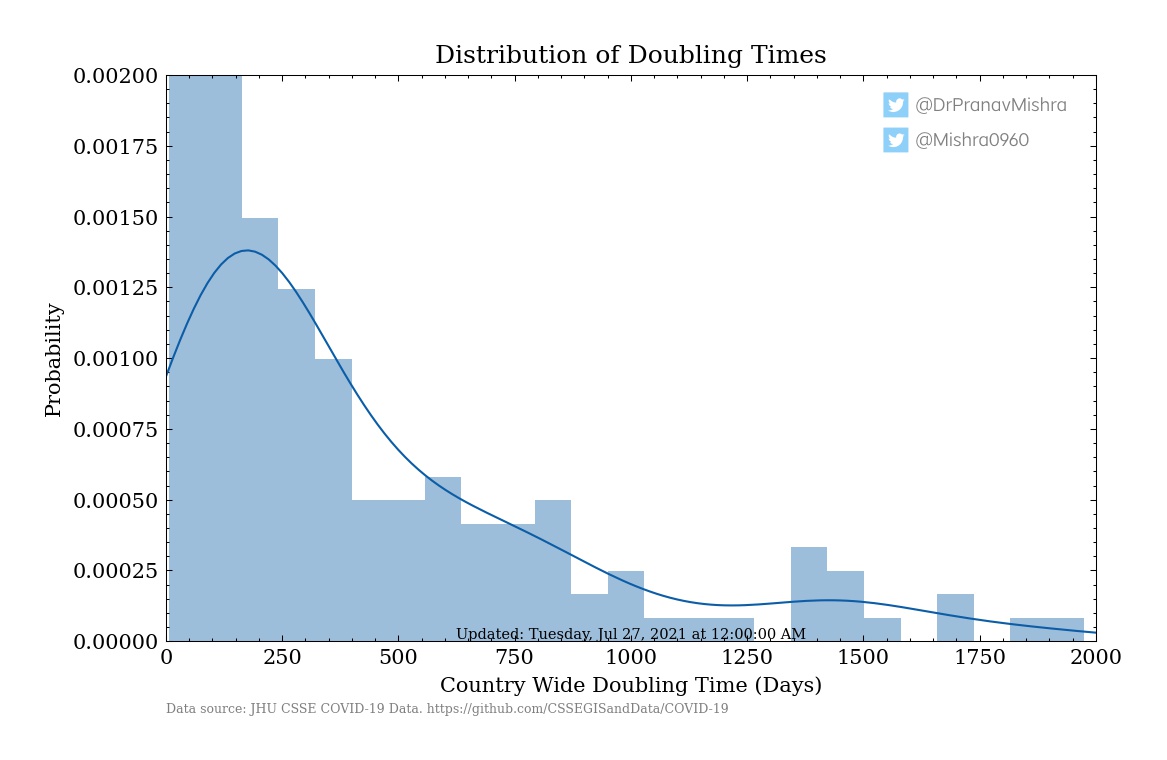 Distribution of Doubling Times
0.00200
0.00175
0.00150
0.00125
0.00100
0.00075
0.00050
0.00025
0.00000
Probability
@DrPranavMishra
@Mishra0960
Updated: Tuesday, Jul 27, 2021 at 12:00:00 AM
0 250 500 750 1000 1250 1500 1750 2000
Country Wide Doubling Time (Days)
Data source: JHU CSSE COVID-19 Data. https://github.com/CSSEGISandData/COVID-19